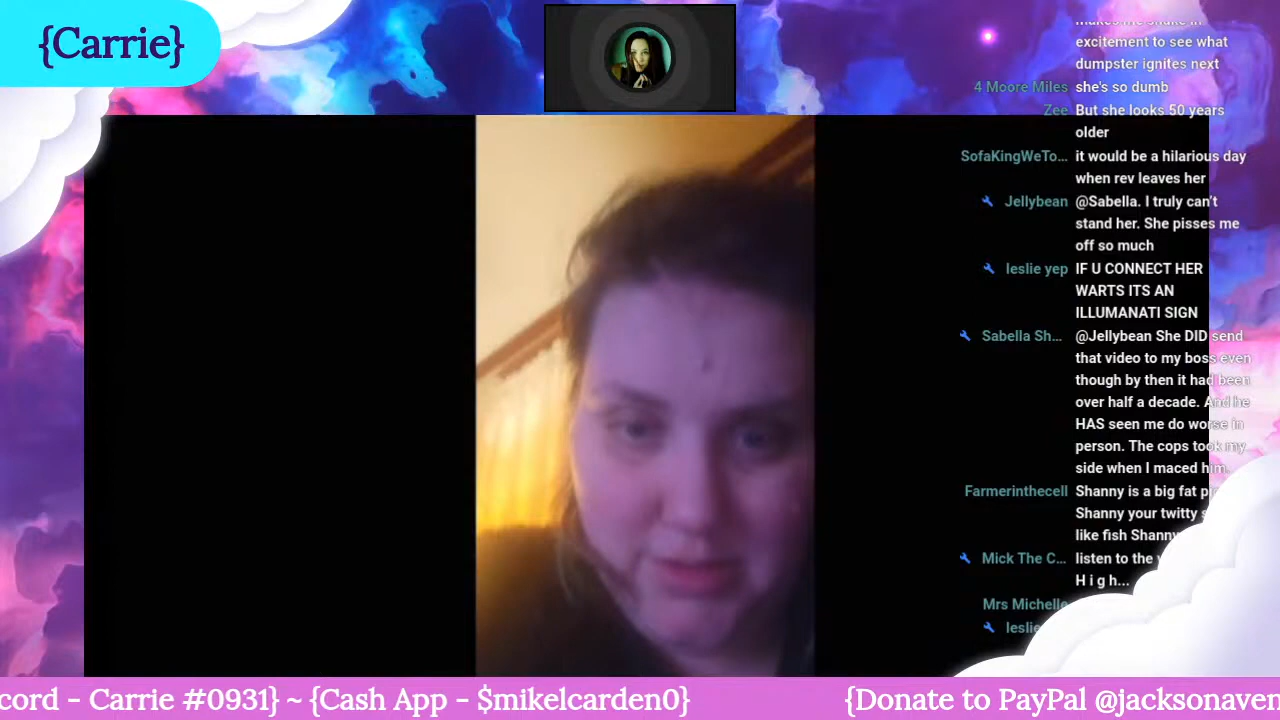 {Carrie}
excitement to see what
dumpster ignites next
4 Moore Miles she's so dumb
Zee But she looks 50 years
older
SofaKingWeTo... it would be a hilarious day
when rev leaves her
Jellybean @Sabella. I truly can't
stand her. She pisses me
off so much
leslie yep IF U CONNECT HER
WARTS ITS AN
ILLUMANATI SIGN
Sabella Sh... @Jellybean She DID send
that video to my boss even
though by then it had been
over half a decade. And he
HAS seen me do worse in
person. The cops took my
side when I maced him.
Farmerinthecell Shanny is a big fat
Shanny your twitty
like fish Shanny
Mick The C... listen to the
H i g h...
Mrs Michelle
leslie
cord - Carrie #0931} ~ {Cash App - $mikelcarden0} {Donate to PayPal @jacksonaven